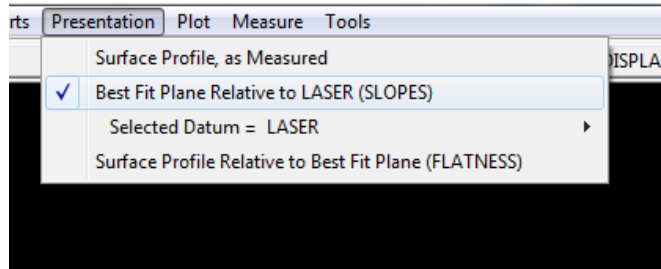 rts Presentation Plot Measure Tools
Surface Profile, as Measured
DISPLA
Best Fit Plane Relative to LASER (SLOPES)
Selected Datum = LASER
Surface Profile Relative to Best Fit Plane (FLATNESS)